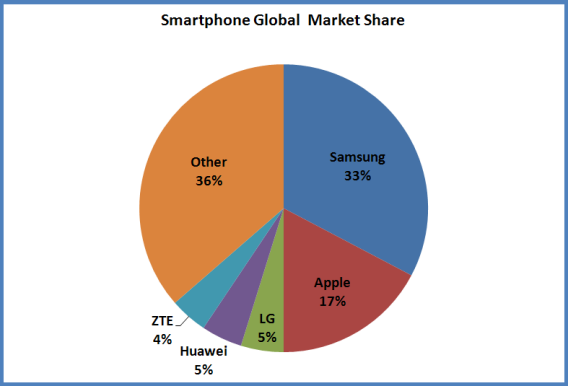 Smartphone Global Market Share
Samsung
33%
Apple
17%
LG
5%
Huawei
5%
ZTE
4%
Other
36%